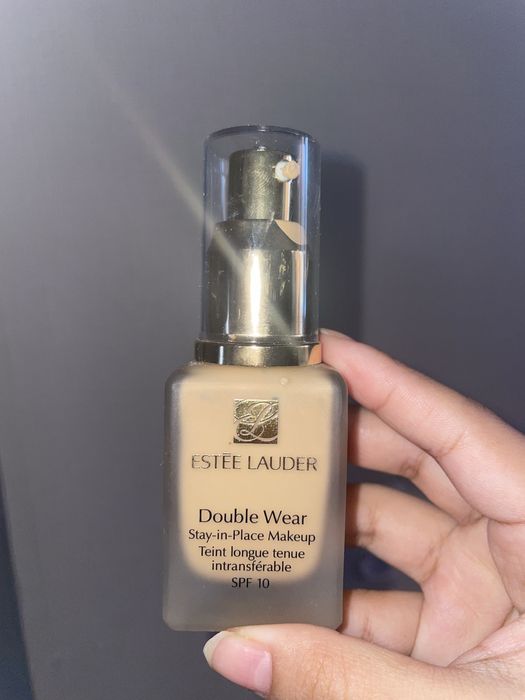 ESTĒE LAUDER
Double Wear
Stay-in-Place Makeup
Teint longue tenue
intransférable
SPF 10